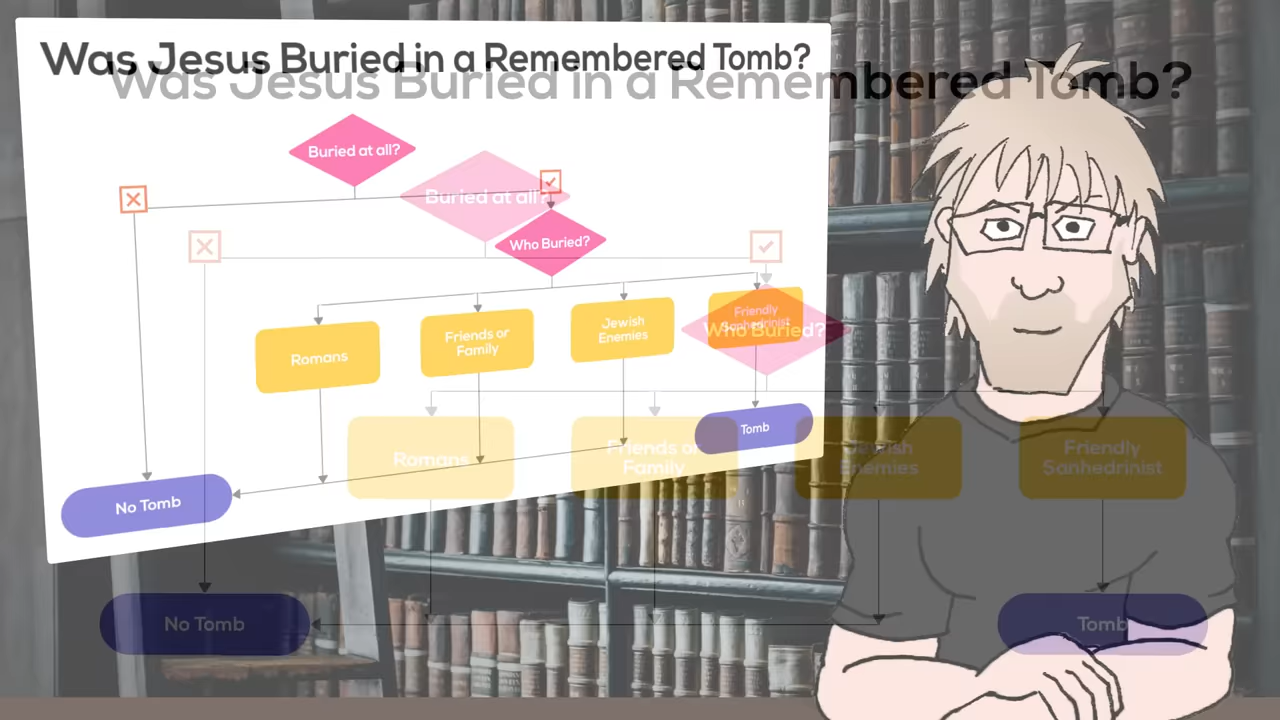 Was Jesus Buried in a Remembered Tomb?
Buried at all?
Who Buried?
Romans
Friends or
Family
Jewish
Enemies
Friendly
Sanhedrinist
No Tomb
Tomb
Was Jesus Buried in a Remembered Tomb?
Buried at all?
Who Buried?
Romans
Friends or
Family
Jewish
Enemies
Friendly
Sanhedrinist
No Tomb
Tomb